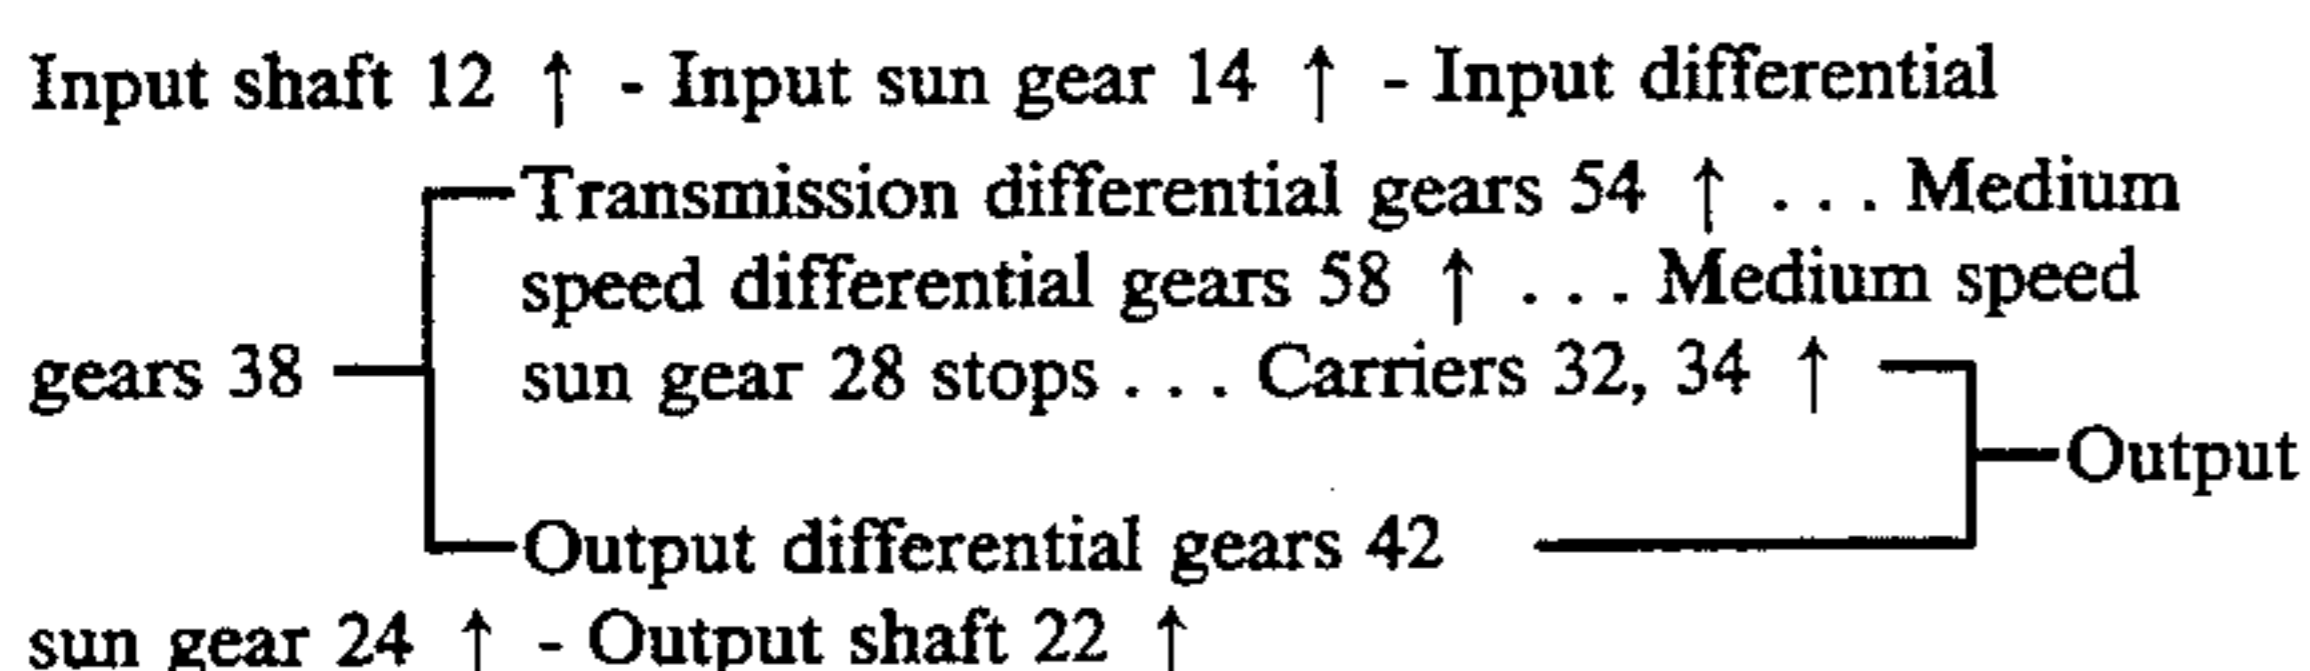 Input shaft 12 ↑ - Input sun gear 14 ↑ - Input differential
Transmission differential gears 54 ↑ . . . Medium
speed differential gears 58 ↑ . . . Medium speed
gears 38 sun gear 28 stops . . . Carriers 32, 34 ↑
Output
Output differential gears 42
sun gear 24 ↑ - Output shaft 22 ↑